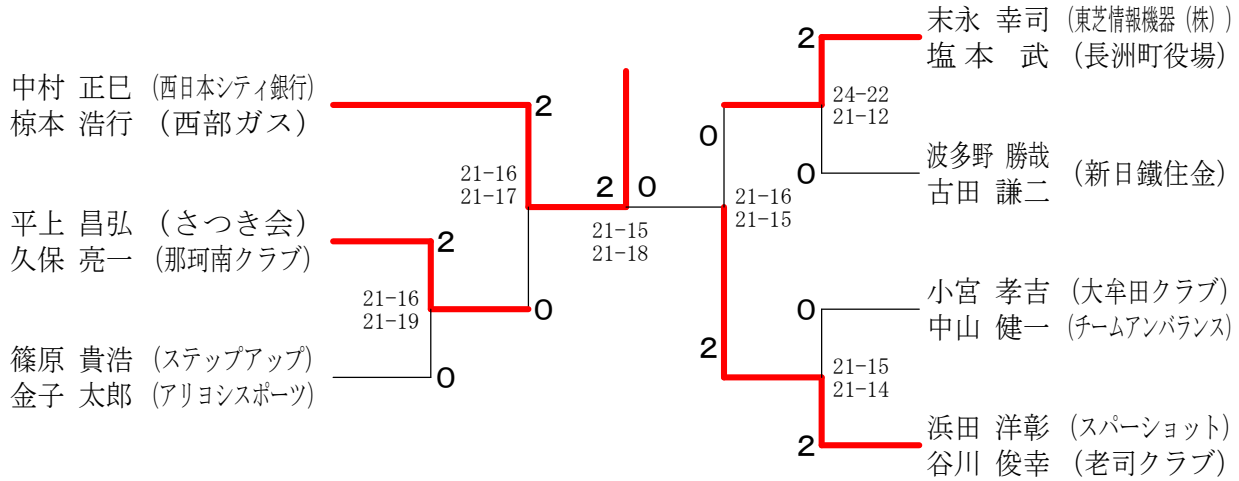 中村 正巳 (西日本シティ銀行)
椋本 浩行 (西部ガス)
2
21-16
21-17
平上 昌弘 (さつき会)
久保 亮一 (那珂南クラブ)
2
0
21-16
21-19
篠原 貴浩 (ステップアップ)
金子 太郎 (アリヨシスポーツ)
0
2 0
21-15
21-18
末永 幸司 (東芝情報機器 (株) )
塩本 武 (長洲町役場)
2
24-22
21-12
0
波多野 勝哉
古田 謙二
(新日鐵住金)
0
21-16
21-15
小宮 孝吉 (大牟田クラブ)
中山 健一 (チームアンバランス)
0
2
21-15
21-14
浜田 洋彰 (スパーショット)
谷川 俊幸 (老司クラブ)
2